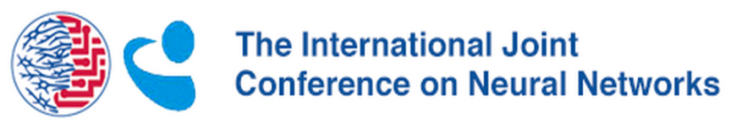 The International Joint
Conference on Neural Networks